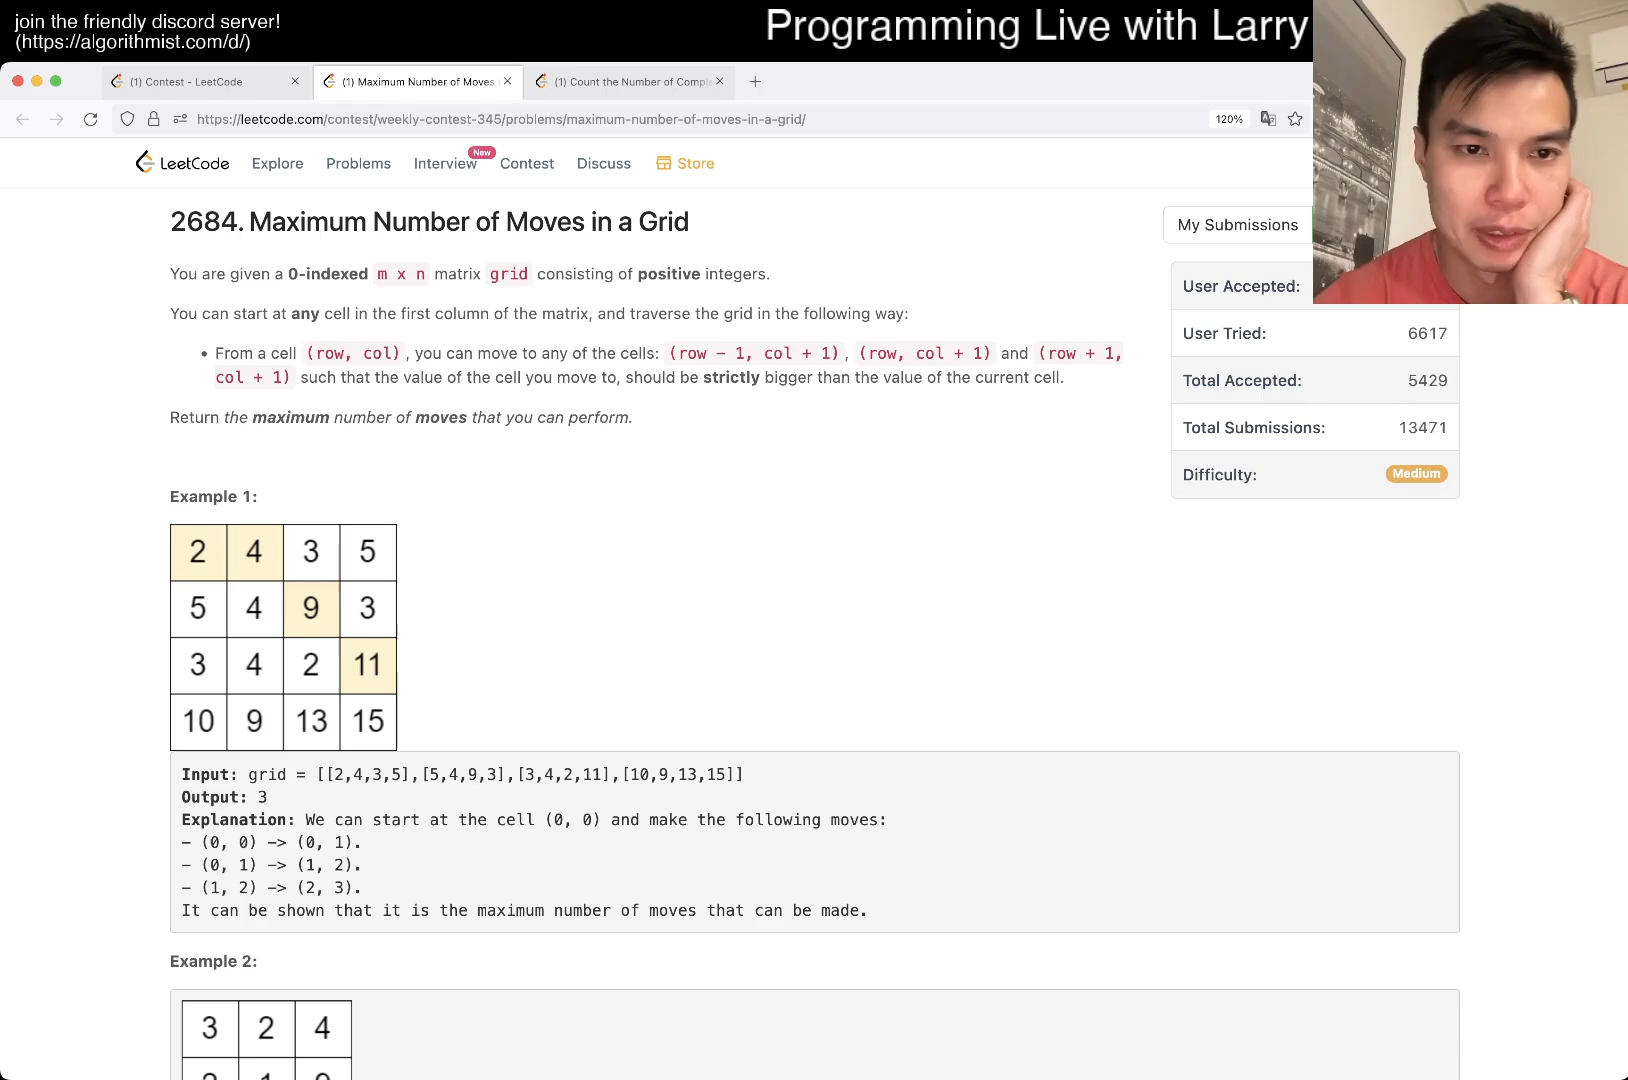 join the friendly discord server!
(https://algorithmist.com/d/)
Programming Live with Larry
(1) Contest - LeetCode
(1) Maximum Number of Moves
(1) Count the Number of Comple
https://leetcode.com/contest/weekly-contest-345/problems/maximum-number-of-moves-in-a-grid/
120%
LeetCode
Explore
Problems
Interview
New
Contest
Discuss
Store
2684. Maximum Number of Moves in a Grid
My Submissions
You are given a 0-indexed m x n matrix grid consisting of positive integers.
You can start at any cell in the first column of the matrix, and traverse the grid in the following way:
• From a cell (row, col), you can move to any of the cells: (row - 1, col + 1), (row, col + 1) and (row + 1,
col + 1) such that the value of the cell you move to, should be strictly bigger than the value of the current cell.
Return the maximum number of moves that you can perform.
User Accepted:
User Tried: 6617
Total Accepted: 5429
Total Submissions: 13471
Difficulty: Medium
Example 1:
2 4 3 5
5 4 9 3
3 4 2 11
10 9 13 15
Input: grid = [[2,4,3,5],[5,4,9,3],[3,4,2,11],[10,9,13,15]]
Output: 3
Explanation: We can start at the cell (0, 0) and make the following moves:
- (0, 0) -> (0, 1).
- (0, 1) -> (1, 2).
- (1, 2) -> (2, 3).
It can be shown that it is the maximum number of moves that can be made.
Example 2:
3 2 4